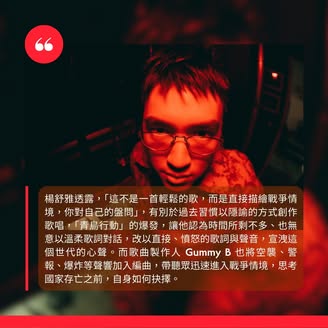 楊舒雅透露，「這不是一首輕鬆的歌，而是直接描繪戰爭情
境，你對自己的盤問」，有別於過去習慣以隱喻的方式創作
歌唱，「青鳥行動」的爆發，讓他認為時間所剩不多、也無
意以溫柔歌詞對話，改以直接、憤怒的歌詞與聲音，宣洩這
個世代的心聲。而歌曲製作人 Gummy B 也將空襲、警
報、爆炸等聲響加入編曲，帶聽眾迅速進入戰爭情境，思考
國家存亡之前，自身如何抉擇。